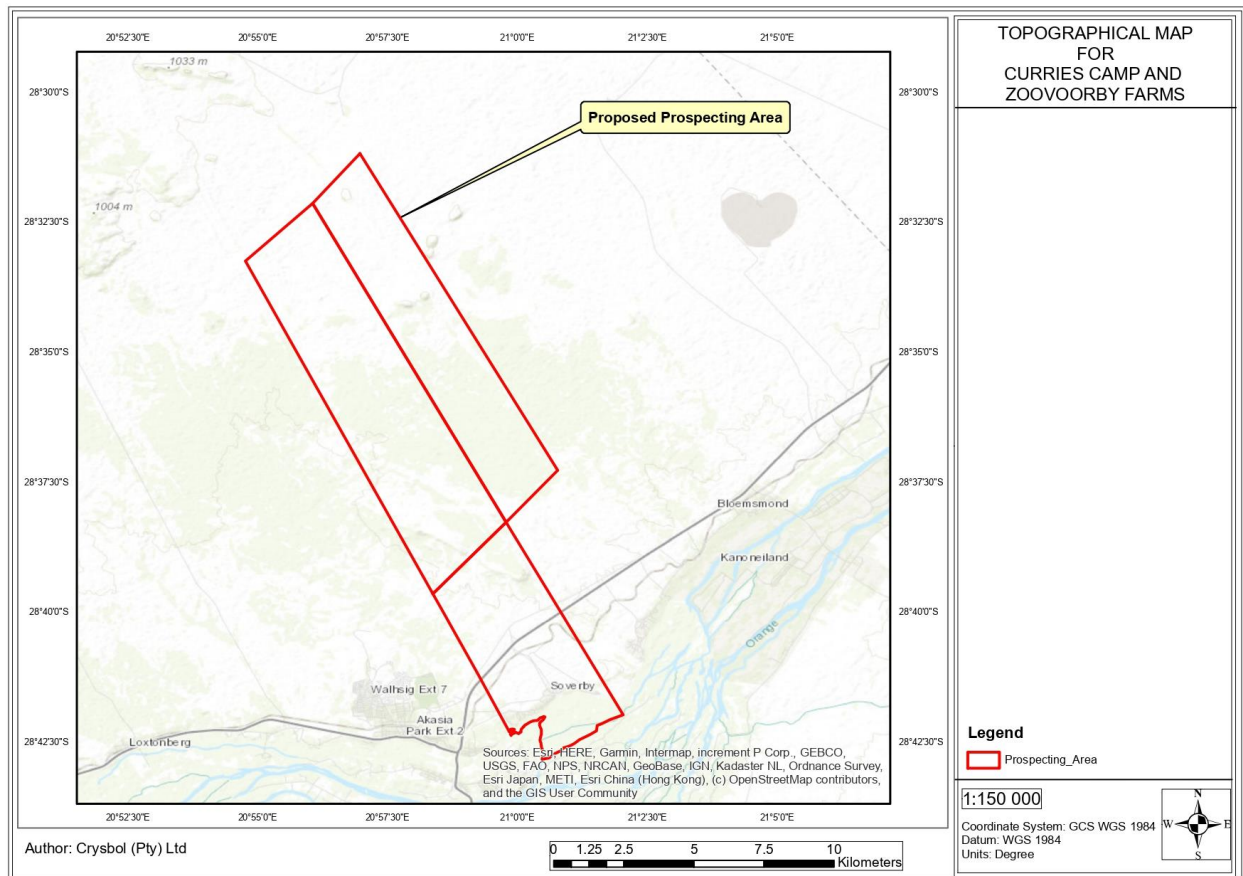 TOPOGRAPHICAL MAP
FOR
CURRIES CAMP AND
ZOOVOORBY FARMS
20°52'30"E 20°55'0"E 20°57'30"E 21°0'0"E 21°2'30"E 21°5'0"E
1033 m
28°30'0"S 28°30'0"S
Proposed Prospecting Area
1004 m
28°32'30"S 28°32'30"S
28°35'0"S 28°35'0"S
28°37'30"S 28°37'30"S
Bloemsmond
Kanoneiland
28°40'0"S 28°40'0"S
Orange
Soverby
Walhsig Ext 7
Akasia
Park Ext 2
Loxtonberg
28°42'30"S 28°42'30"S
Sources: Esri, HERE, Garmin, Intermap, increment P Corp., GEBCO,
USGS, FAO, NPS, NRCAN, GeoBase, IGN, Kadaster NL, Ordnance Survey,
Esri Japan, METI, Esri China (Hong Kong), (c) OpenStreetMap contributors,
and the GIS User Community
20°52'30"E 20°55'0"E 20°57'30"E 21°0'0"E 21°2'30"E 21°5'0"E
Legend
Prospecting_Area
1:150 000
Coordinate System: GCS WGS 1984
Datum: WGS 1984
Units: Degree
N
W E
S
Author: Crysbol (Pty) Ltd
0 1.25 2.5 5 7.5 10
Kilometers